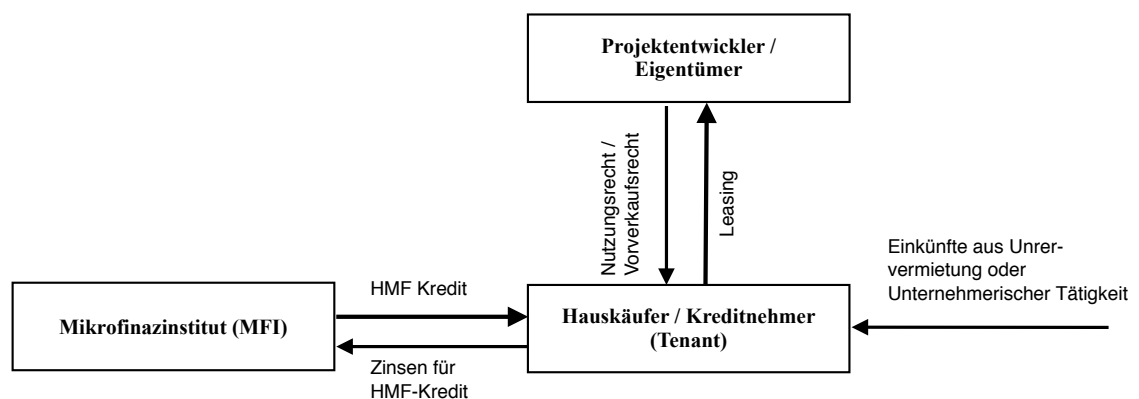 Projektentwickler /
Eigentümer
Nutzungsrecht /
Vorverkaufsrecht
Leasing
Einkünfte aus Unrer-
vermietung oder
Unternehmerischer Tätigkeit
HMF Kredit
Mikrofinazinstitut (MFI)
Hauskäufer / Kreditnehmer
(Tenant)
Zinsen für
HMF-Kredit